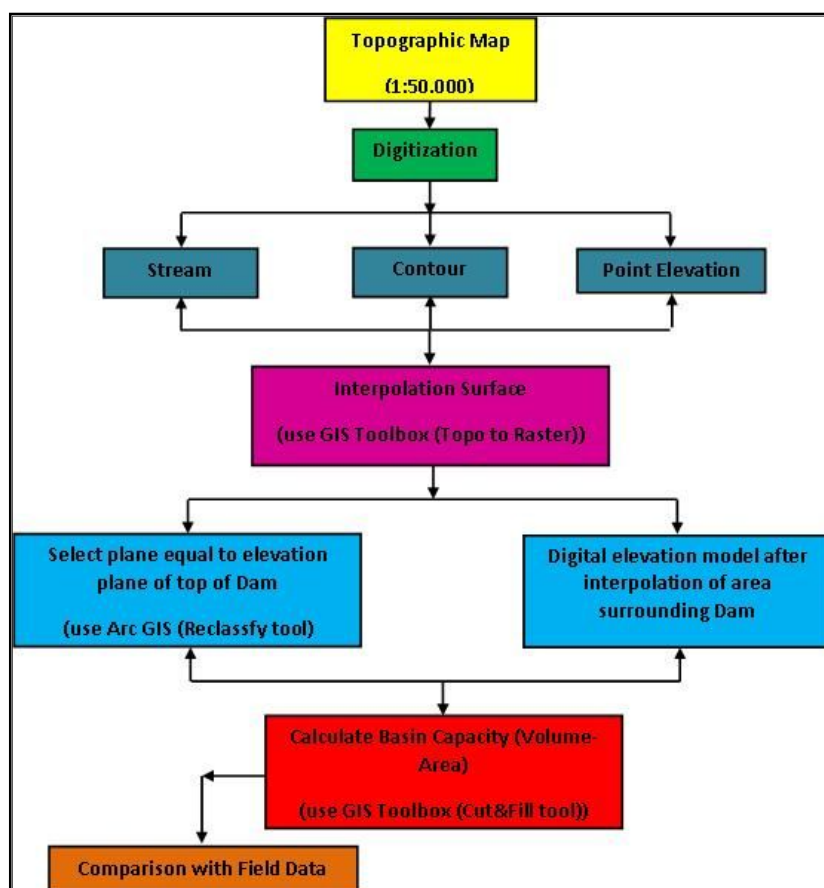 Topographic Map
(1:50.000)
Digitization
Stream
Contour
Point Elevation
Interpolation Surface
(use GIS Toolbox (Topo to Raster))
Select plane equal to elevation
plane of top of Dam
(use Arc GIS (Reclassfy tool)
Digital elevation model after
interpolation of area
surrounding Dam
Calculate Basin Capacity (Volume-
Area)
(use GIS Toolbox (Cut&Fill tool))
Comparison with Field Data